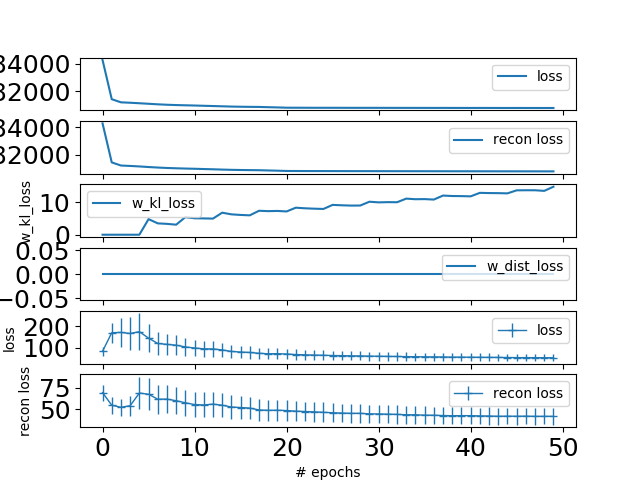 34000
32000
loss
34000
32000
recon loss
w_kl_loss
10
0
w_kl_loss
0.05
0.00
−0.05
w_dist_loss
loss
200
100
loss
recon loss
75
50
recon loss
0 10 20 30 40 50
# epochs